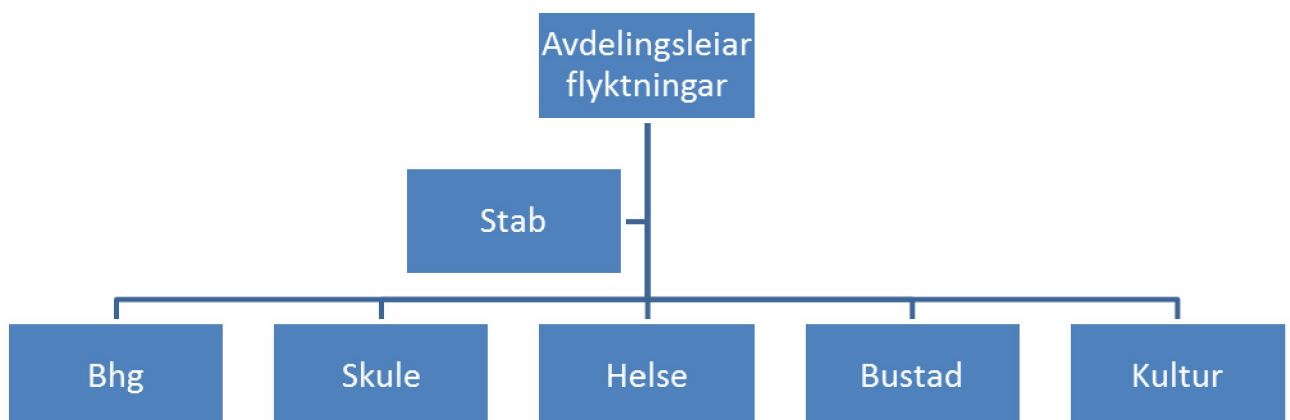 Avdelingsleiar
flyktningar
Stab
Bhg
Skule
Helse
Bustad
Kultur